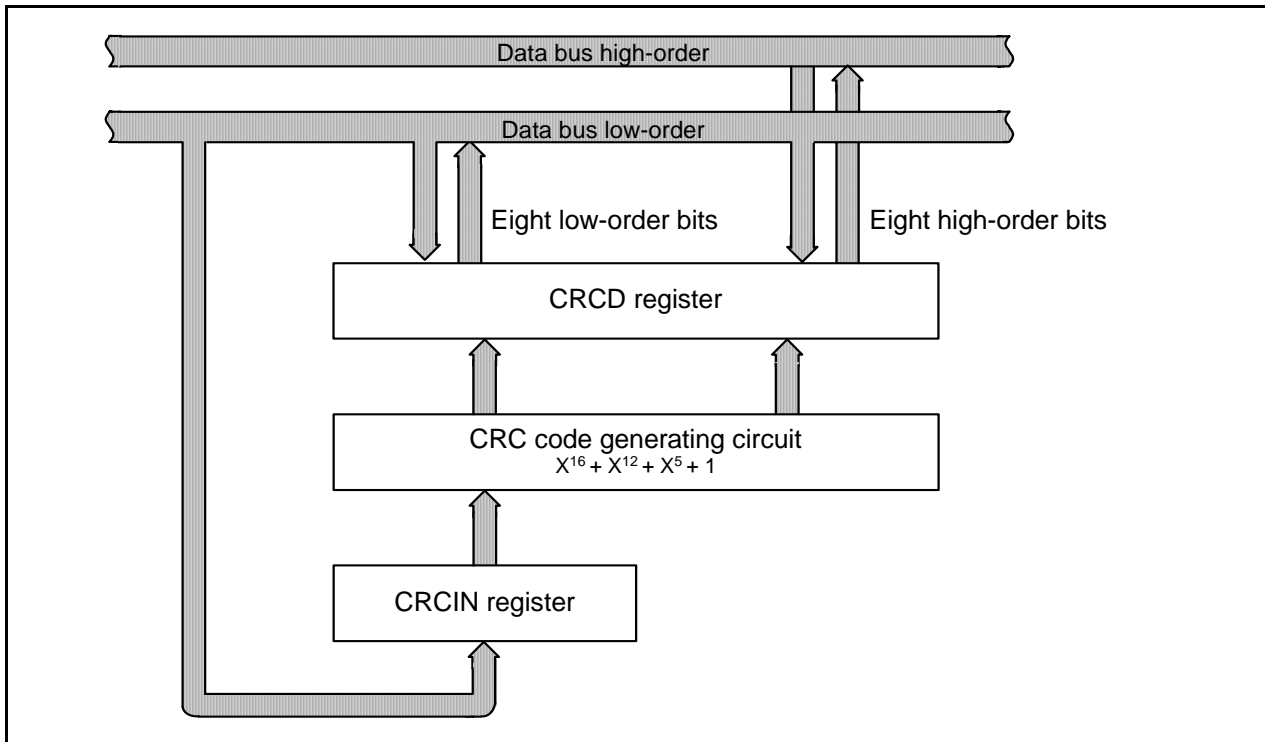 Data bus high-order
Data bus low-order
Eight low-order bits
Eight high-order bits
CRCD register
CRC code generating circuit
X¹⁶ + X¹² + X⁵ + 1
CRCIN register